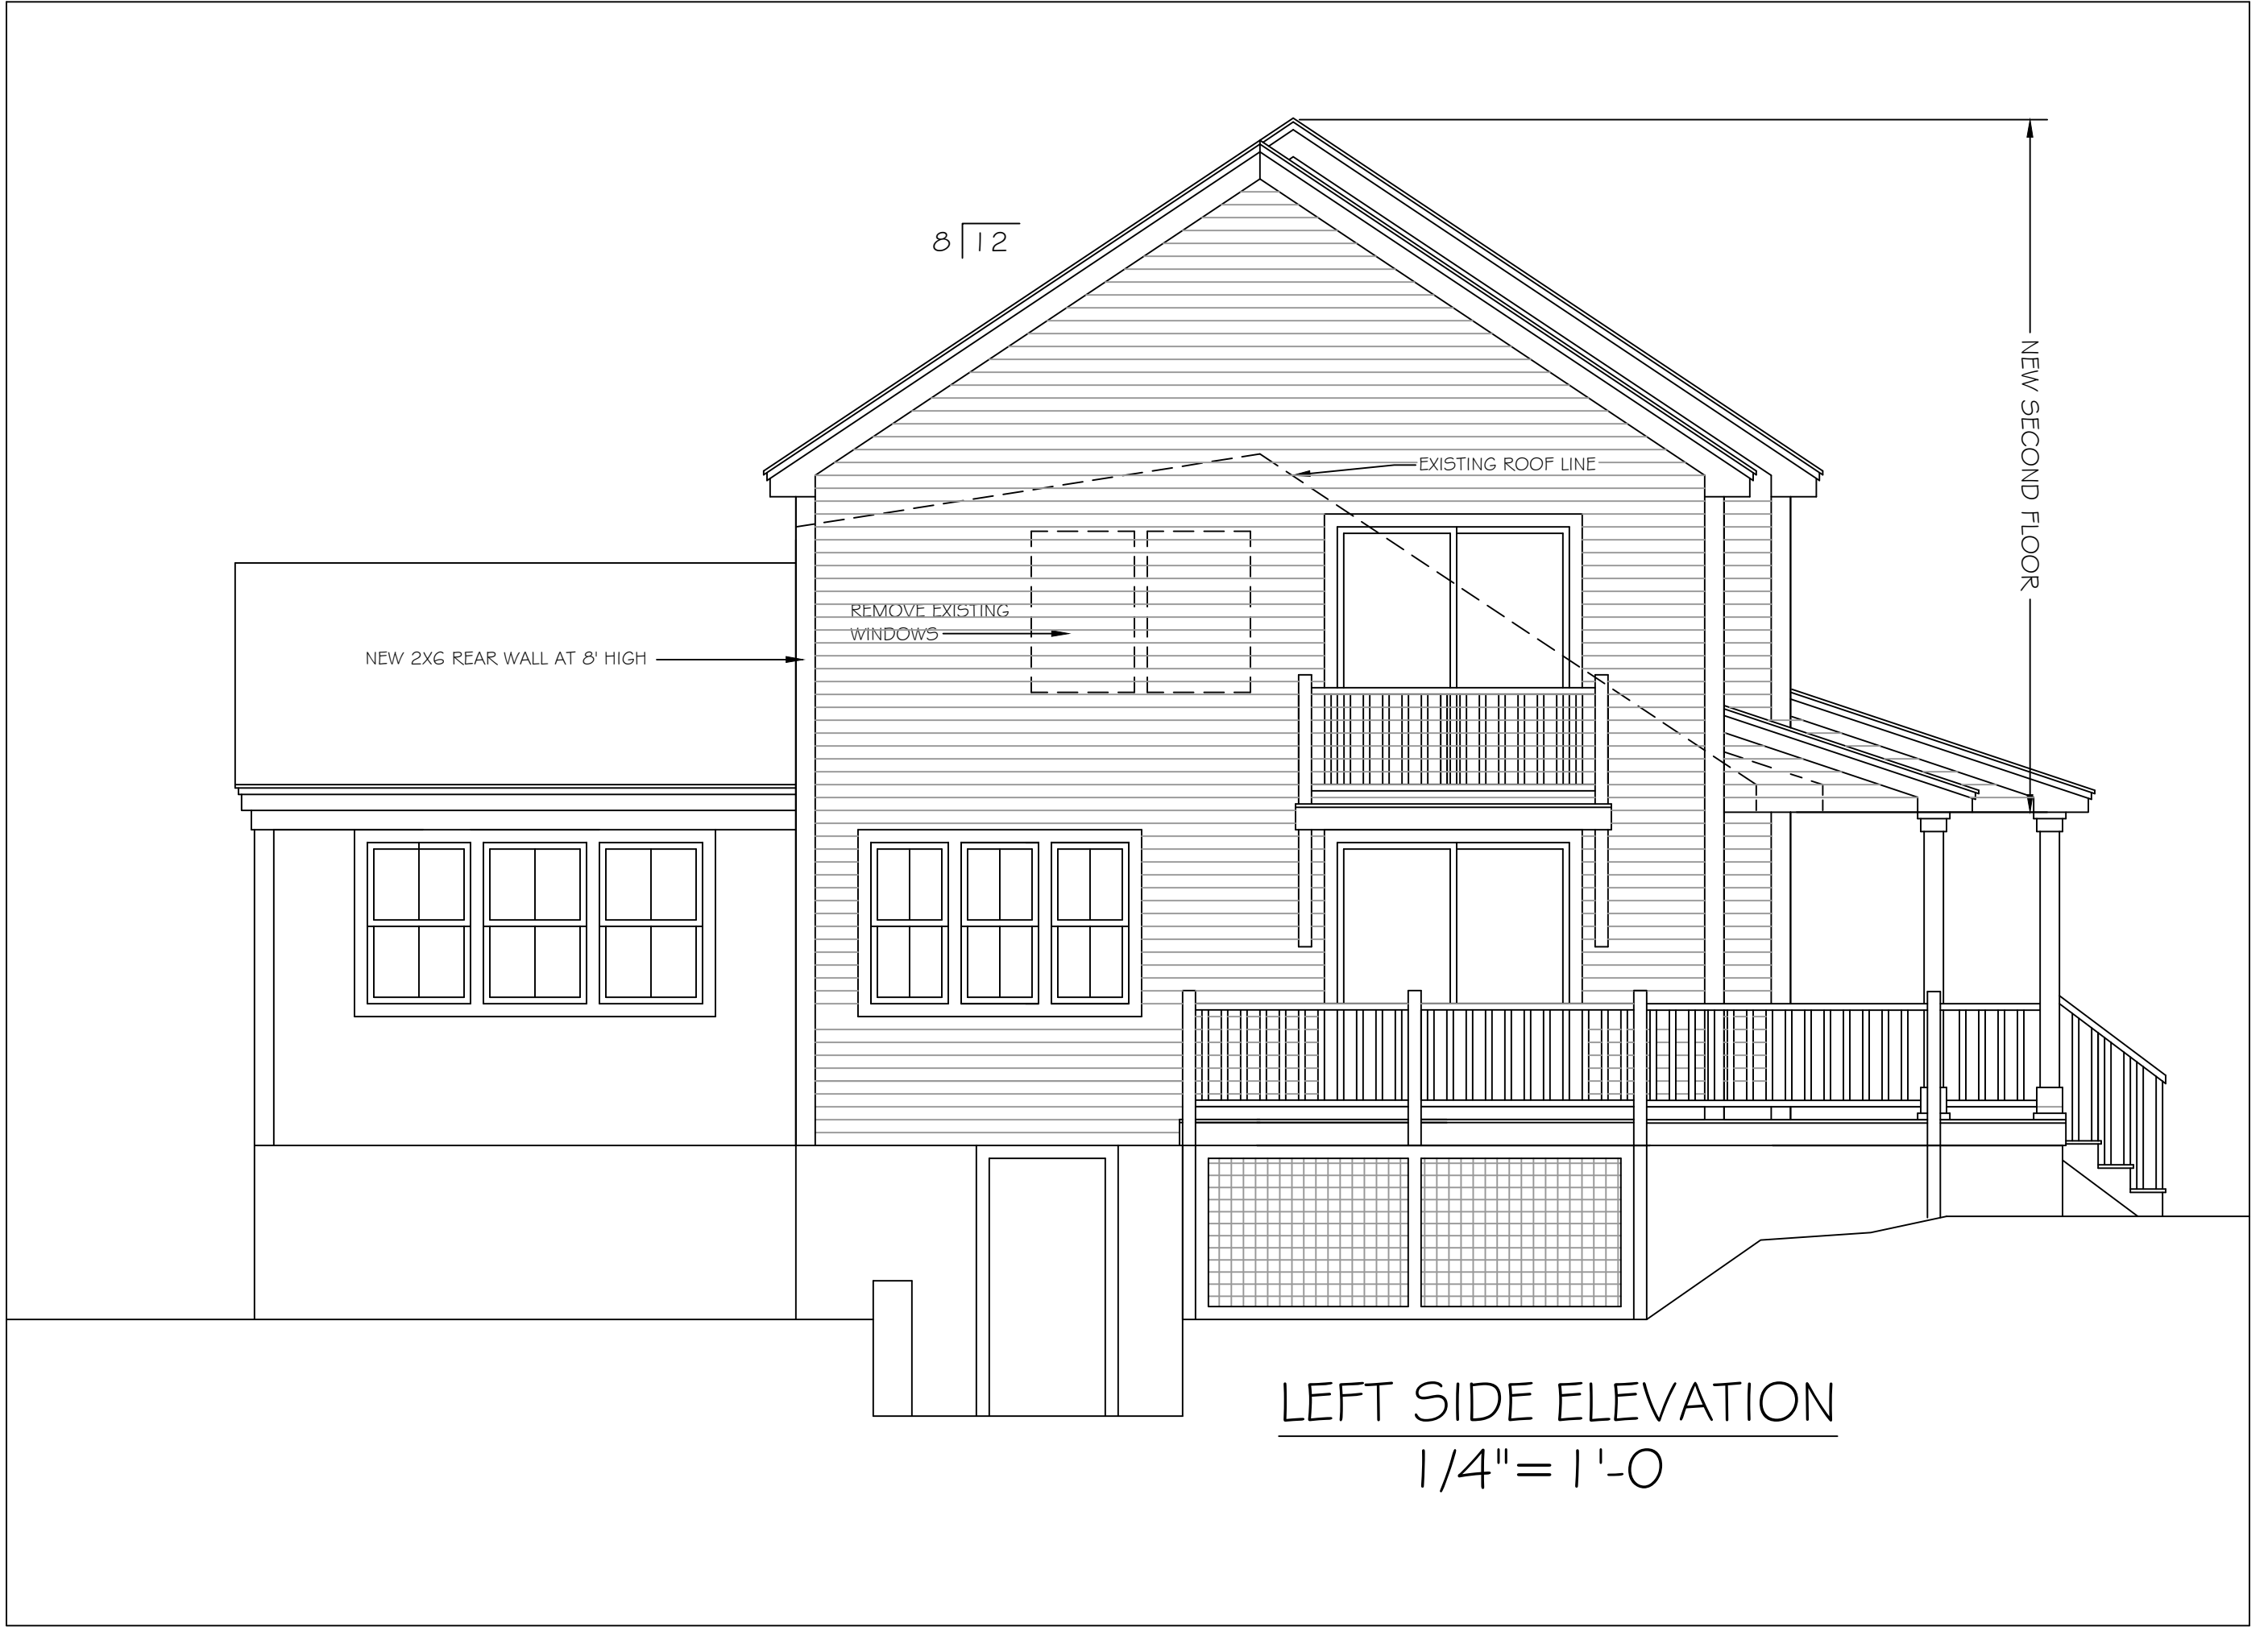 8 12
NEW SECOND FLOOR
EXISTING ROOF LINE
REMOVE EXISTING
WINDOWS
NEW 2X6 REAR WALL AT 8' HIGH
LEFT SIDE ELEVATION
1/4"= 1'-0